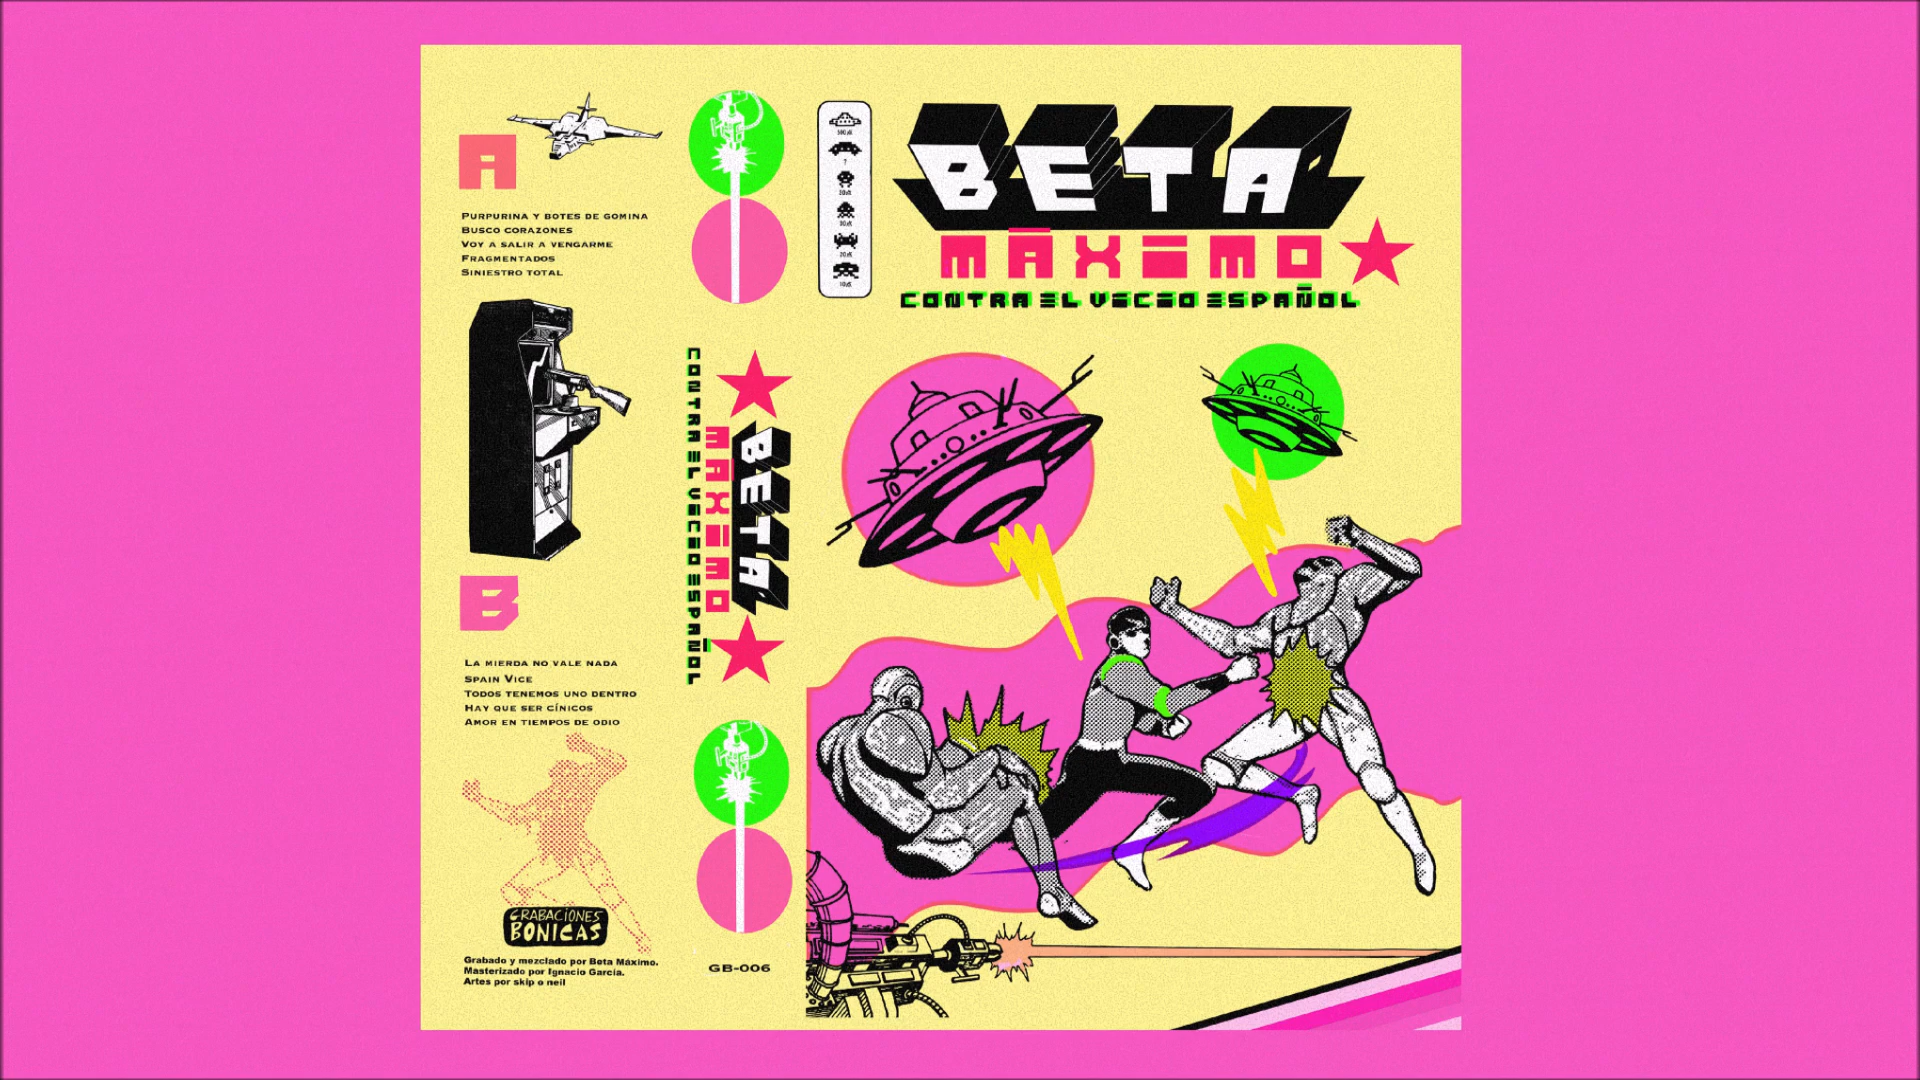 A
PURPURINA Y BOTES DE GOMINA
BUSCO CORAZONES
VOY A SALIR A VENGARME
FRAGMENTADOS
SINIESTRO TOTAL
B
LA MIERDA NO VALE NADA
SPAIN VICE
TODOS TENEMOS UNO DENTRO
HAY QUE SER CÍNICOS
AMOR EN TIEMPOS DE ODIO
GRABACIONES
BONICAS
Grabado y mezclado por Beta Máximo.
Masterizado por Ignacio García.
Artes por skip o neil
BETA
MÁXIMO
CONTRA EL VICIO ESPAÑOL
GB-006
?
BETA
MÁXIMO
CONTRA EL VICIO ESPAÑOL